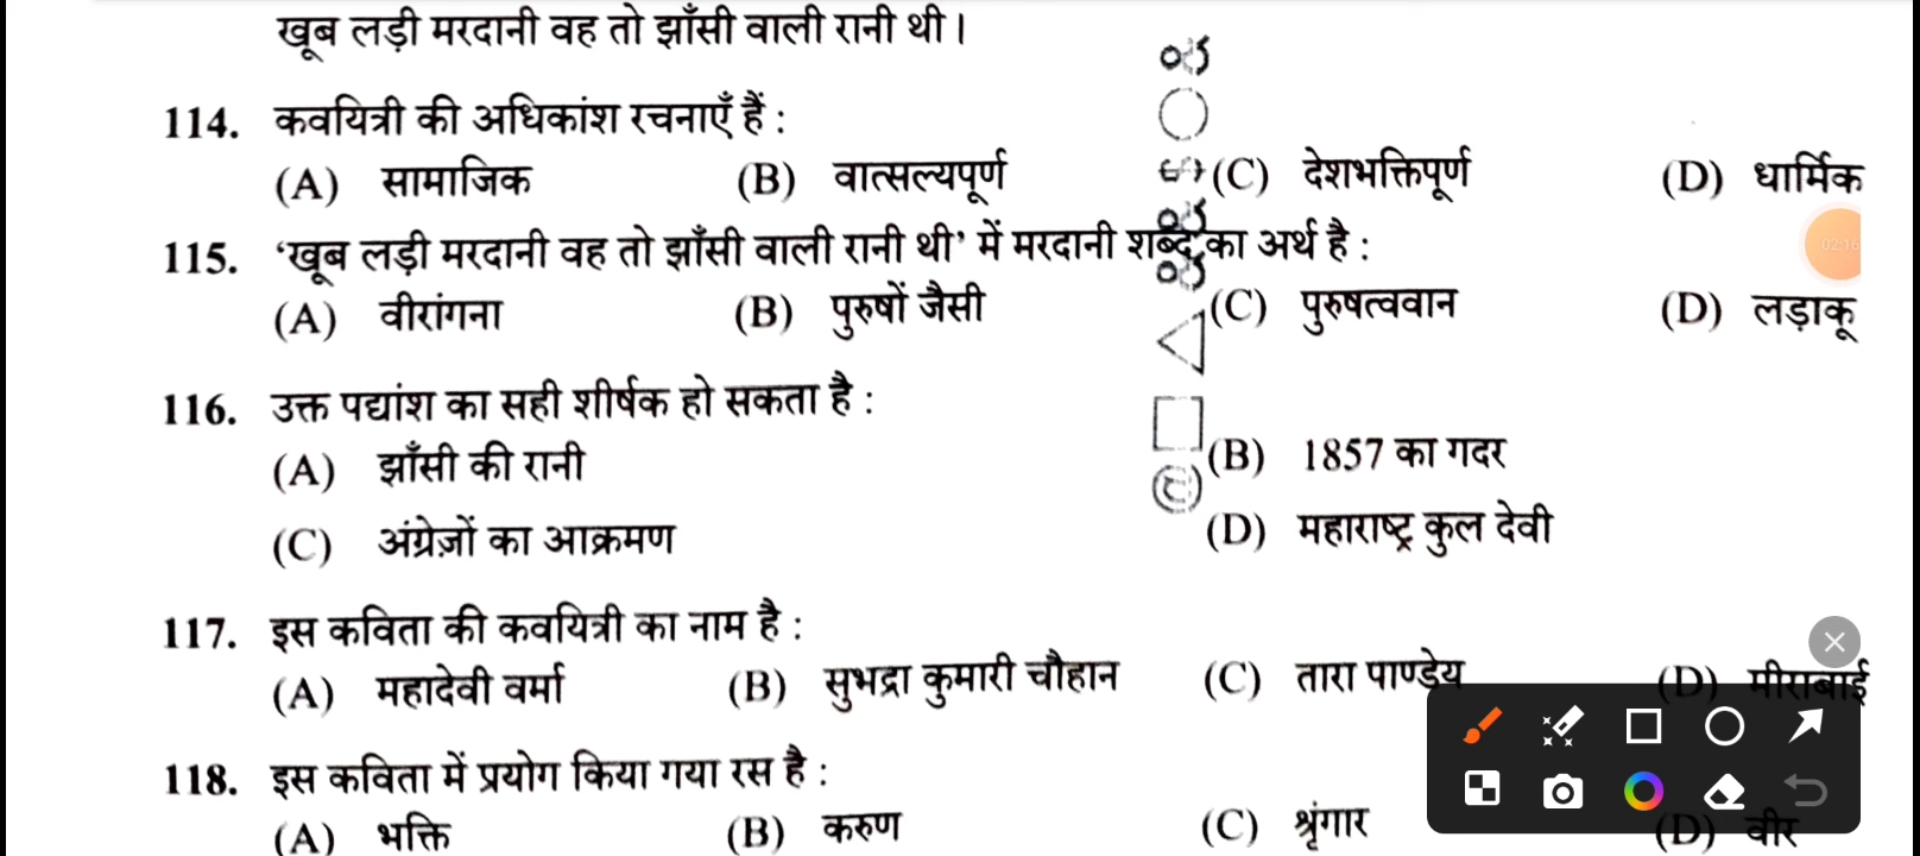 खूब लड़ी मरदानी वह तो झाँसी वाली रानी थी।
114. कवयित्री की अधिकांश रचनाएँ हैं :
(A) सामाजिक (B) वात्सल्यपूर्ण (C) देशभक्तिपूर्ण (D) धार्मिक
115. ‘खूब लड़ी मरदानी वह तो झाँसी वाली रानी थी’ में मरदानी शब्द का अर्थ है :
02:16
(A) वीरांगना (B) पुरुषों जैसी (C) पुरुषत्ववान (D) लड़ाकू
116. उक्त पद्यांश का सही शीर्षक हो सकता है :
(A) झाँसी की रानी (B) 1857 का गदर
(C) अंग्रेज़ों का आक्रमण (D) महाराष्ट्र कुल देवी
117. इस कविता की कवयित्री का नाम है :
(A) महादेवी वर्मा (B) सुभद्रा कुमारी चौहान (C) तारा पाण्डेय (D) मीराबाई
118. इस कविता में प्रयोग किया गया रस है :
(A) भक्ति (B) करुण (C) श्रृंगार (D) वीर